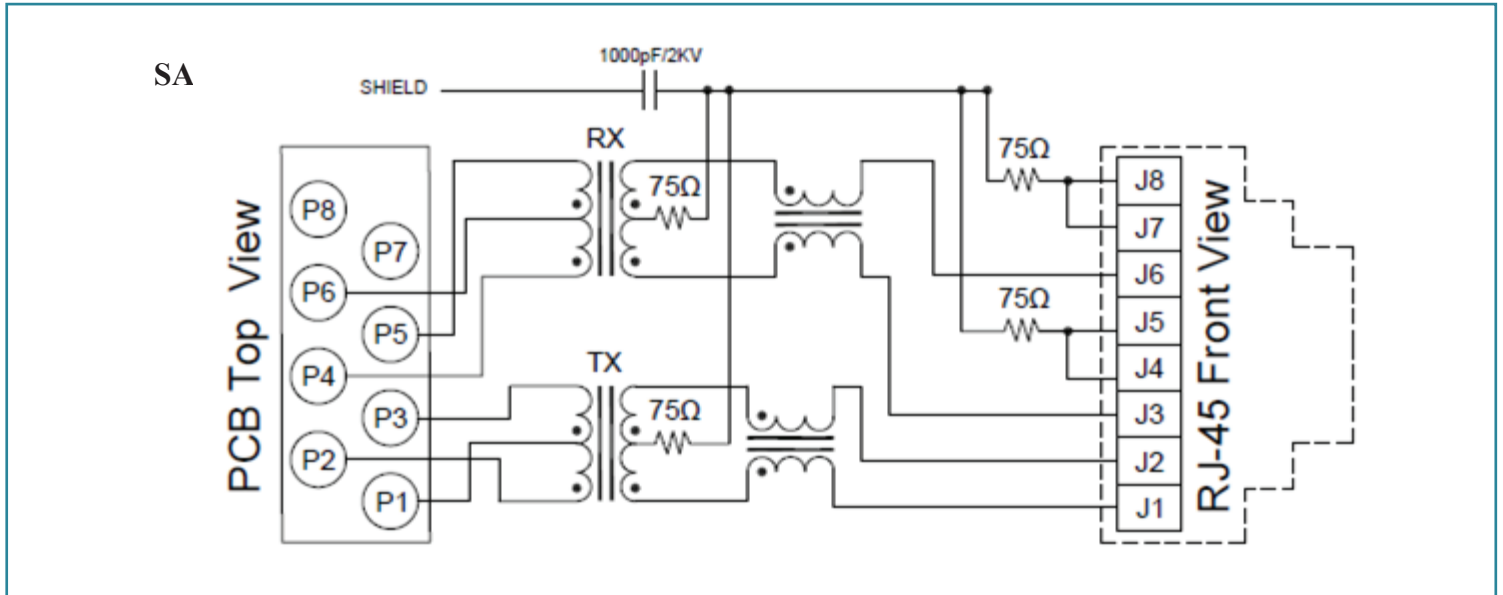 1000pF/2KV
SA
SHIELD
RX
75Ω
75Ω
75Ω
TX
75Ω
PCB Top View
P8
P7
P6
P5
P4
P3
P2
P1
J8
J7
J6
J5
J4
J3
J2
J1
RJ-45 Front View